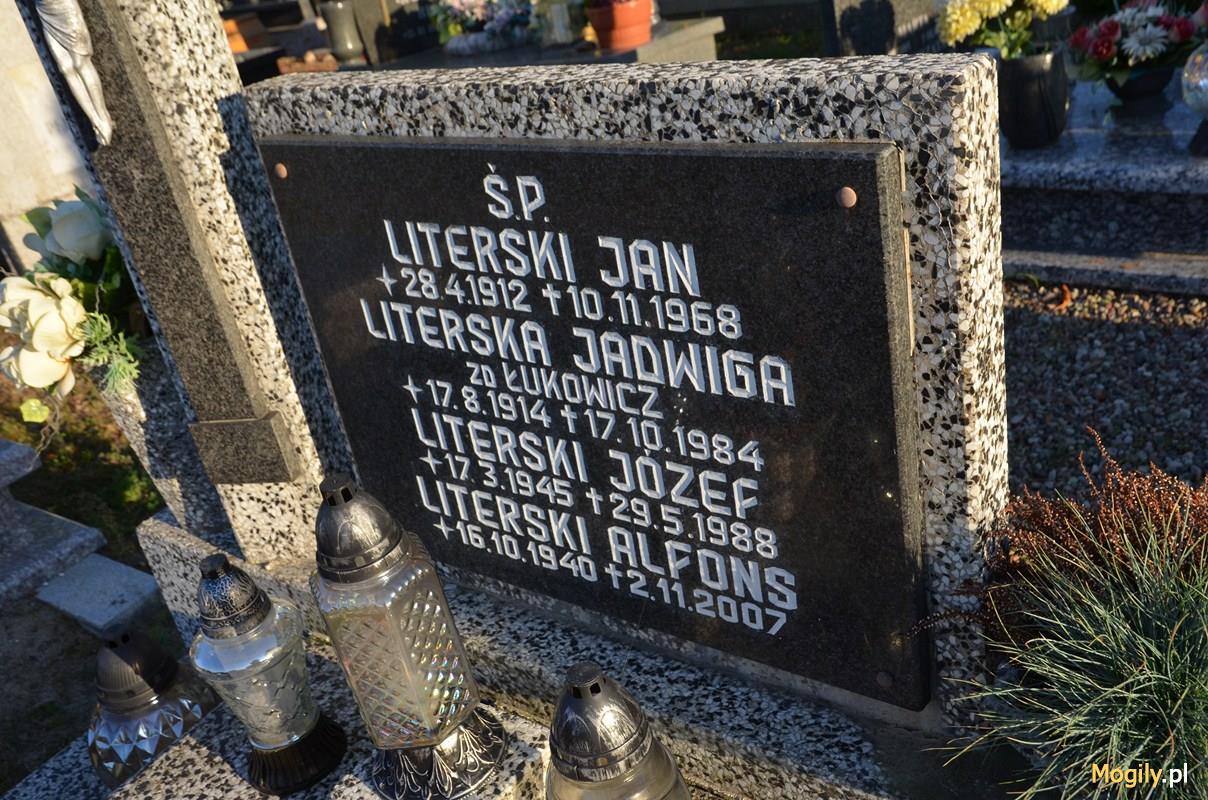 Ś.P.
LITERSKI JAN
+28.4.1912 ✝10.11.1968
LITERSKA JADWIGA
ZD ŁUKOWICZ
+17.8.1914 ✝17.10.1984
LITERSKI JÓZEF
+17.3.1945 ✝29.5.1988
LITERSKI ALFONS
+16.10.1940 ✝2.11.2007
Mogily.pl